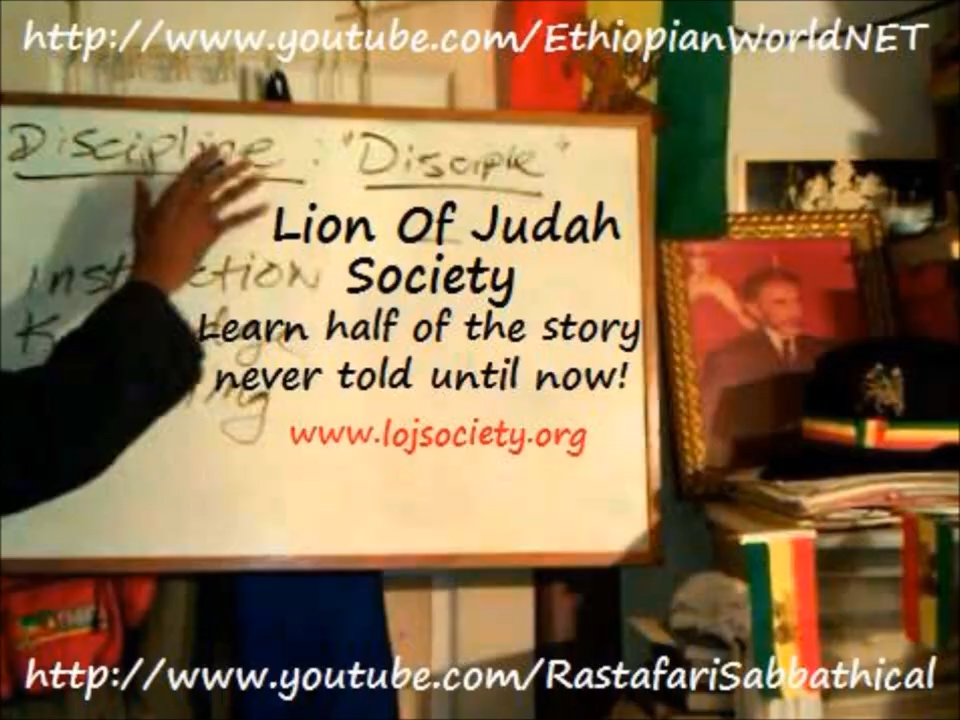 http://www.youtube.com/EthiopianWorldNET
Discipline : "Disciple"
Lion Of Judah
Society
Learn half of the story
never told until now!
www.lojsociety.org
http://www.youtube.com/RastafariSabbathical